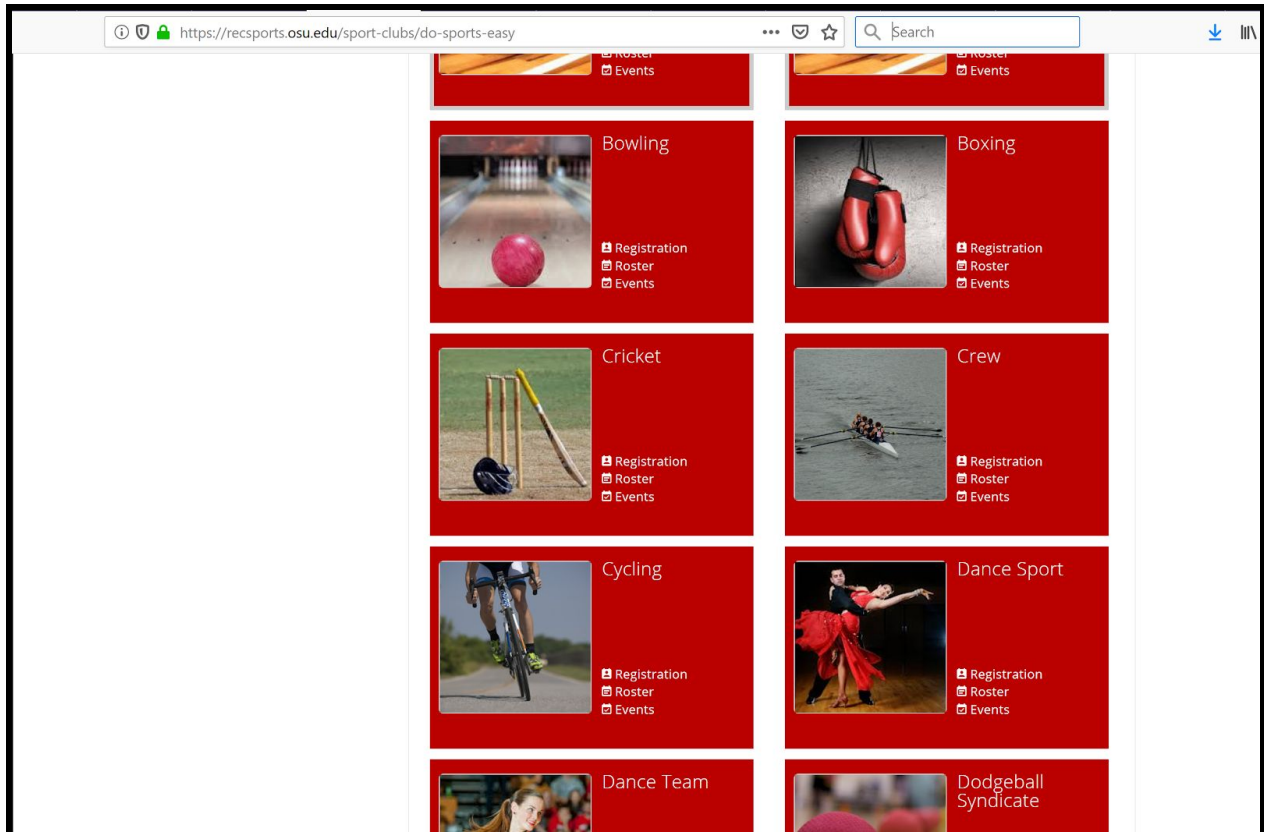 https://recsports.osu.edu/sport-clubs/do-sports-easy
Search
Roster
Events
Roster
Events
Bowling
Registration
Roster
Events
Boxing
Registration
Roster
Events
Cricket
Registration
Roster
Events
Crew
Registration
Roster
Events
Cycling
Registration
Roster
Events
Dance Sport
Registration
Roster
Events
Dance Team
Dodgeball
Syndicate